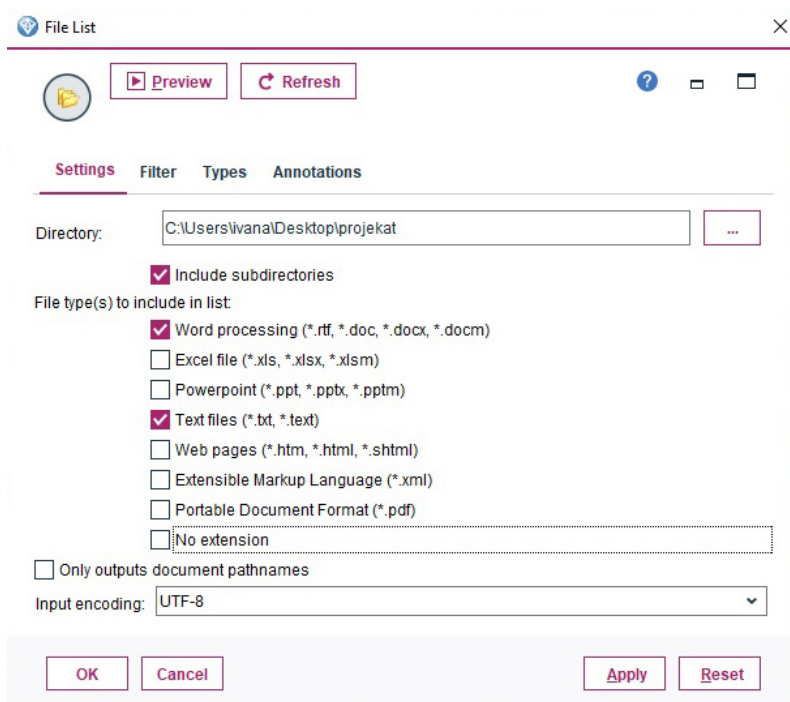 File List
Preview Refresh
Settings Filter Types Annotations
Directory: C:\Users\ivana\Desktop\projekat ...
Include subdirectories
File type(s) to include in list:
Word processing (*.rtf, *.doc, *.docx, *.docm)
Excel file (*.xls, *.xlsx, *.xlsm)
Powerpoint (*.ppt, *.pptx, *.pptm)
Text files (*.txt, *.text)
Web pages (*.htm, *.html, *.shtml)
Extensible Markup Language (*.xml)
Portable Document Format (*.pdf)
No extension
Only outputs document pathnames
Input encoding: UTF-8
OK Cancel Apply Reset